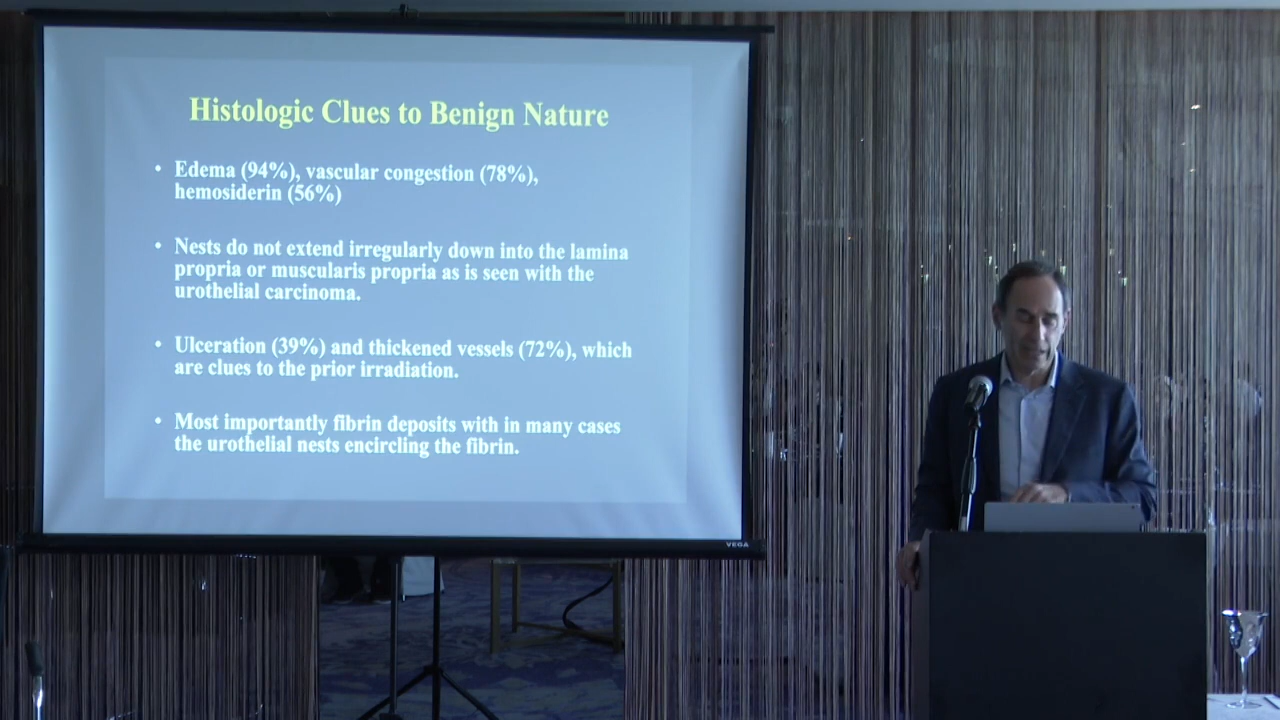 Histologic Clues to Benign Nature
• Edema (94%), vascular congestion (78%),
hemosiderin (56%)
• Nests do not extend irregularly down into the lamina
propria or muscularis propria as is seen with the
urothelial carcinoma.
• Ulceration (39%) and thickened vessels (72%), which
are clues to the prior irradiation.
• Most importantly fibrin deposits with in many cases
the urothelial nests encircling the fibrin.
VEGA